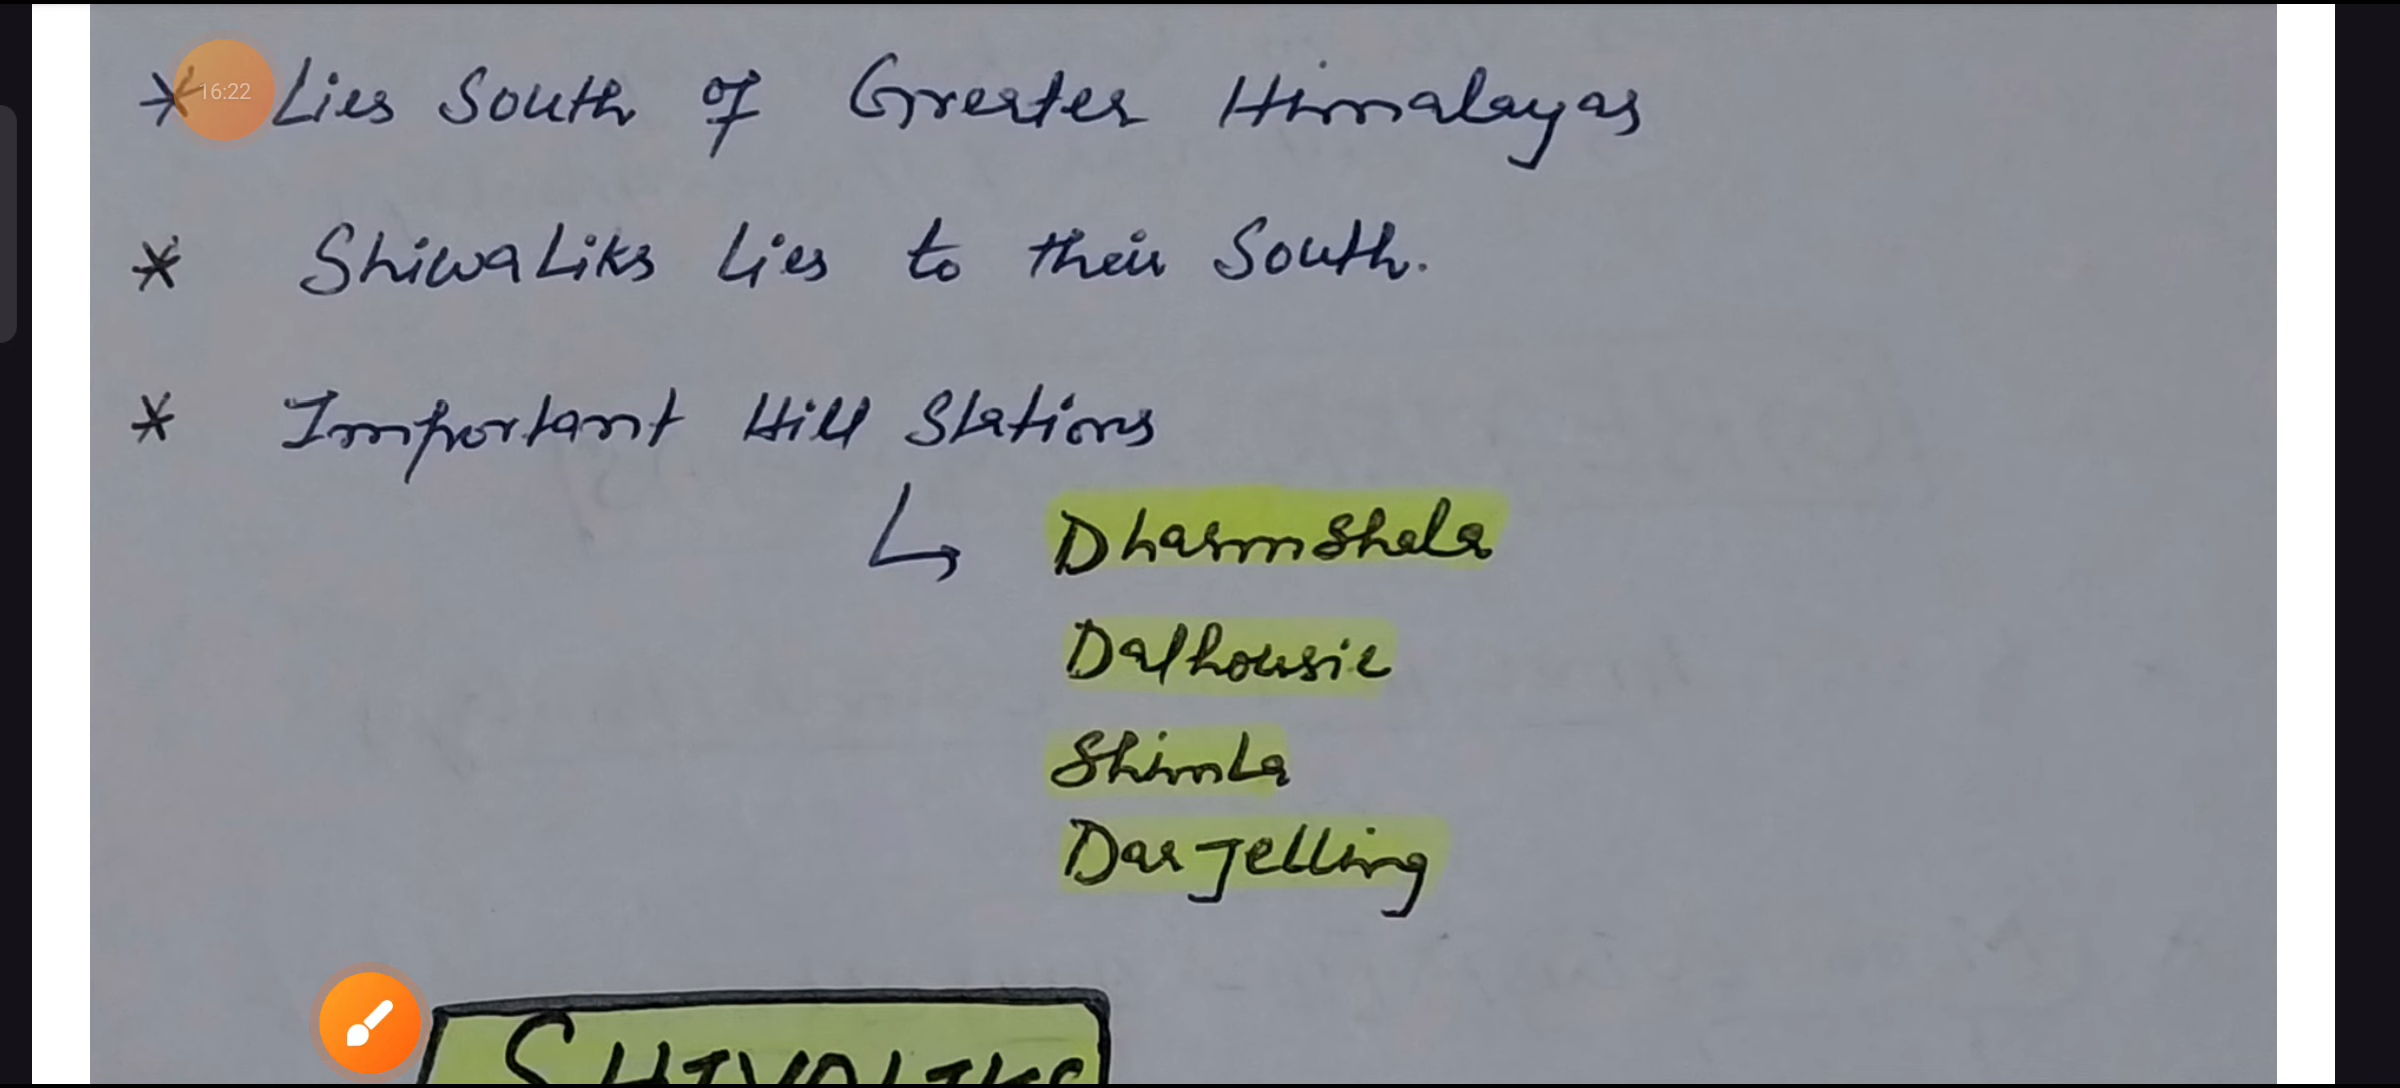 * Lies South of Greater Himalayas
16:22
* Shiwaliks Lies to their South.
* Important Hill Stations
↳ Dharmshala
Dalhousie
Shimla
Darjelling
SHIVALIKS